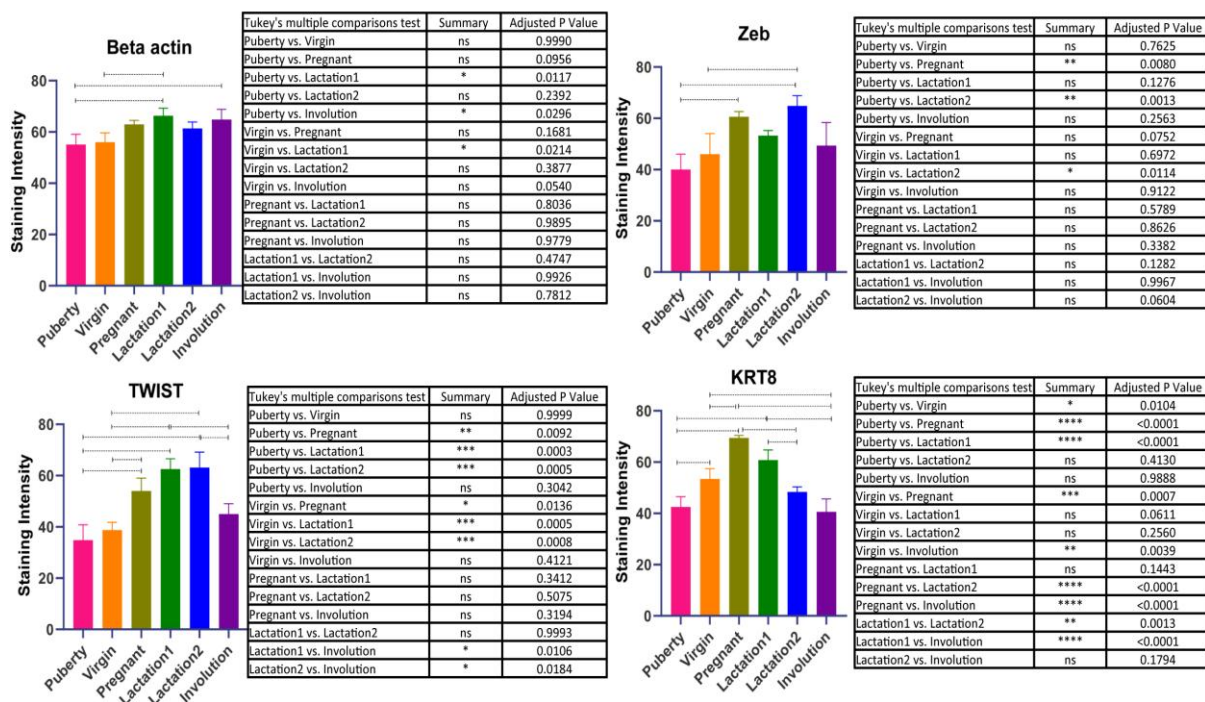 Beta actin
Staining Intensity
80
60
40
20
0
Puberty
Virgin
Pregnant
Lactation1
Lactation2
Involution
Tukey's multiple comparisons test Summary Adjusted P Value
Puberty vs. Virgin ns 0.9990
Puberty vs. Pregnant ns 0.0956
Puberty vs. Lactation1 * 0.0117
Puberty vs. Lactation2 ns 0.2392
Puberty vs. Involution * 0.0296
Virgin vs. Pregnant ns 0.1681
Virgin vs. Lactation1 * 0.0214
Virgin vs. Lactation2 ns 0.3877
Virgin vs. Involution ns 0.0540
Pregnant vs. Lactation1 ns 0.8036
Pregnant vs. Lactation2 ns 0.9895
Pregnant vs. Involution ns 0.9779
Lactation1 vs. Lactation2 ns 0.4747
Lactation1 vs. Involution ns 0.9926
Lactation2 vs. Involution ns 0.7812
Zeb
Staining Intensity
80
60
40
20
0
Puberty
Virgin
Pregnant
Lactation1
Lactation2
Involution
Tukey's multiple comparisons test Summary Adjusted P Value
Puberty vs. Virgin ns 0.7625
Puberty vs. Pregnant ** 0.0080
Puberty vs. Lactation1 ns 0.1276
Puberty vs. Lactation2 ** 0.0013
Puberty vs. Involution ns 0.2563
Virgin vs. Pregnant ns 0.0752
Virgin vs. Lactation1 ns 0.6972
Virgin vs. Lactation2 * 0.0114
Virgin vs. Involution ns 0.9122
Pregnant vs. Lactation1 ns 0.5789
Pregnant vs. Lactation2 ns 0.8626
Pregnant vs. Involution ns 0.3382
Lactation1 vs. Lactation2 ns 0.1282
Lactation1 vs. Involution ns 0.9967
Lactation2 vs. Involution ns 0.0604
TWIST
Staining Intensity
80
60
40
20
0
Puberty
Virgin
Pregnant
Lactation1
Lactation2
Involution
Tukey's multiple comparisons test Summary Adjusted P Value
Puberty vs. Virgin ns 0.9999
Puberty vs. Pregnant ** 0.0092
Puberty vs. Lactation1 *** 0.0003
Puberty vs. Lactation2 *** 0.0005
Puberty vs. Involution ns 0.3042
Virgin vs. Pregnant * 0.0136
Virgin vs. Lactation1 *** 0.0005
Virgin vs. Lactation2 *** 0.0008
Virgin vs. Involution ns 0.4121
Pregnant vs. Lactation1 ns 0.3412
Pregnant vs. Lactation2 ns 0.5075
Pregnant vs. Involution ns 0.3194
Lactation1 vs. Lactation2 ns 0.9993
Lactation1 vs. Involution * 0.0106
Lactation2 vs. Involution * 0.0184
KRT8
Staining Intensity
80
60
40
20
0
Puberty
Virgin
Pregnant
Lactation1
Lactation2
Involution
Tukey's multiple comparisons test Summary Adjusted P Value
Puberty vs. Virgin * 0.0104
Puberty vs. Pregnant **** <0.0001
Puberty vs. Lactation1 **** <0.0001
Puberty vs. Lactation2 ns 0.4130
Puberty vs. Involution ns 0.9888
Virgin vs. Pregnant *** 0.0007
Virgin vs. Lactation1 ns 0.0611
Virgin vs. Lactation2 ns 0.2560
Virgin vs. Involution ** 0.0039
Pregnant vs. Lactation1 ns 0.1443
Pregnant vs. Lactation2 **** <0.0001
Pregnant vs. Involution **** <0.0001
Lactation1 vs. Lactation2 ** 0.0013
Lactation1 vs. Involution **** <0.0001
Lactation2 vs. Involution ns 0.1794